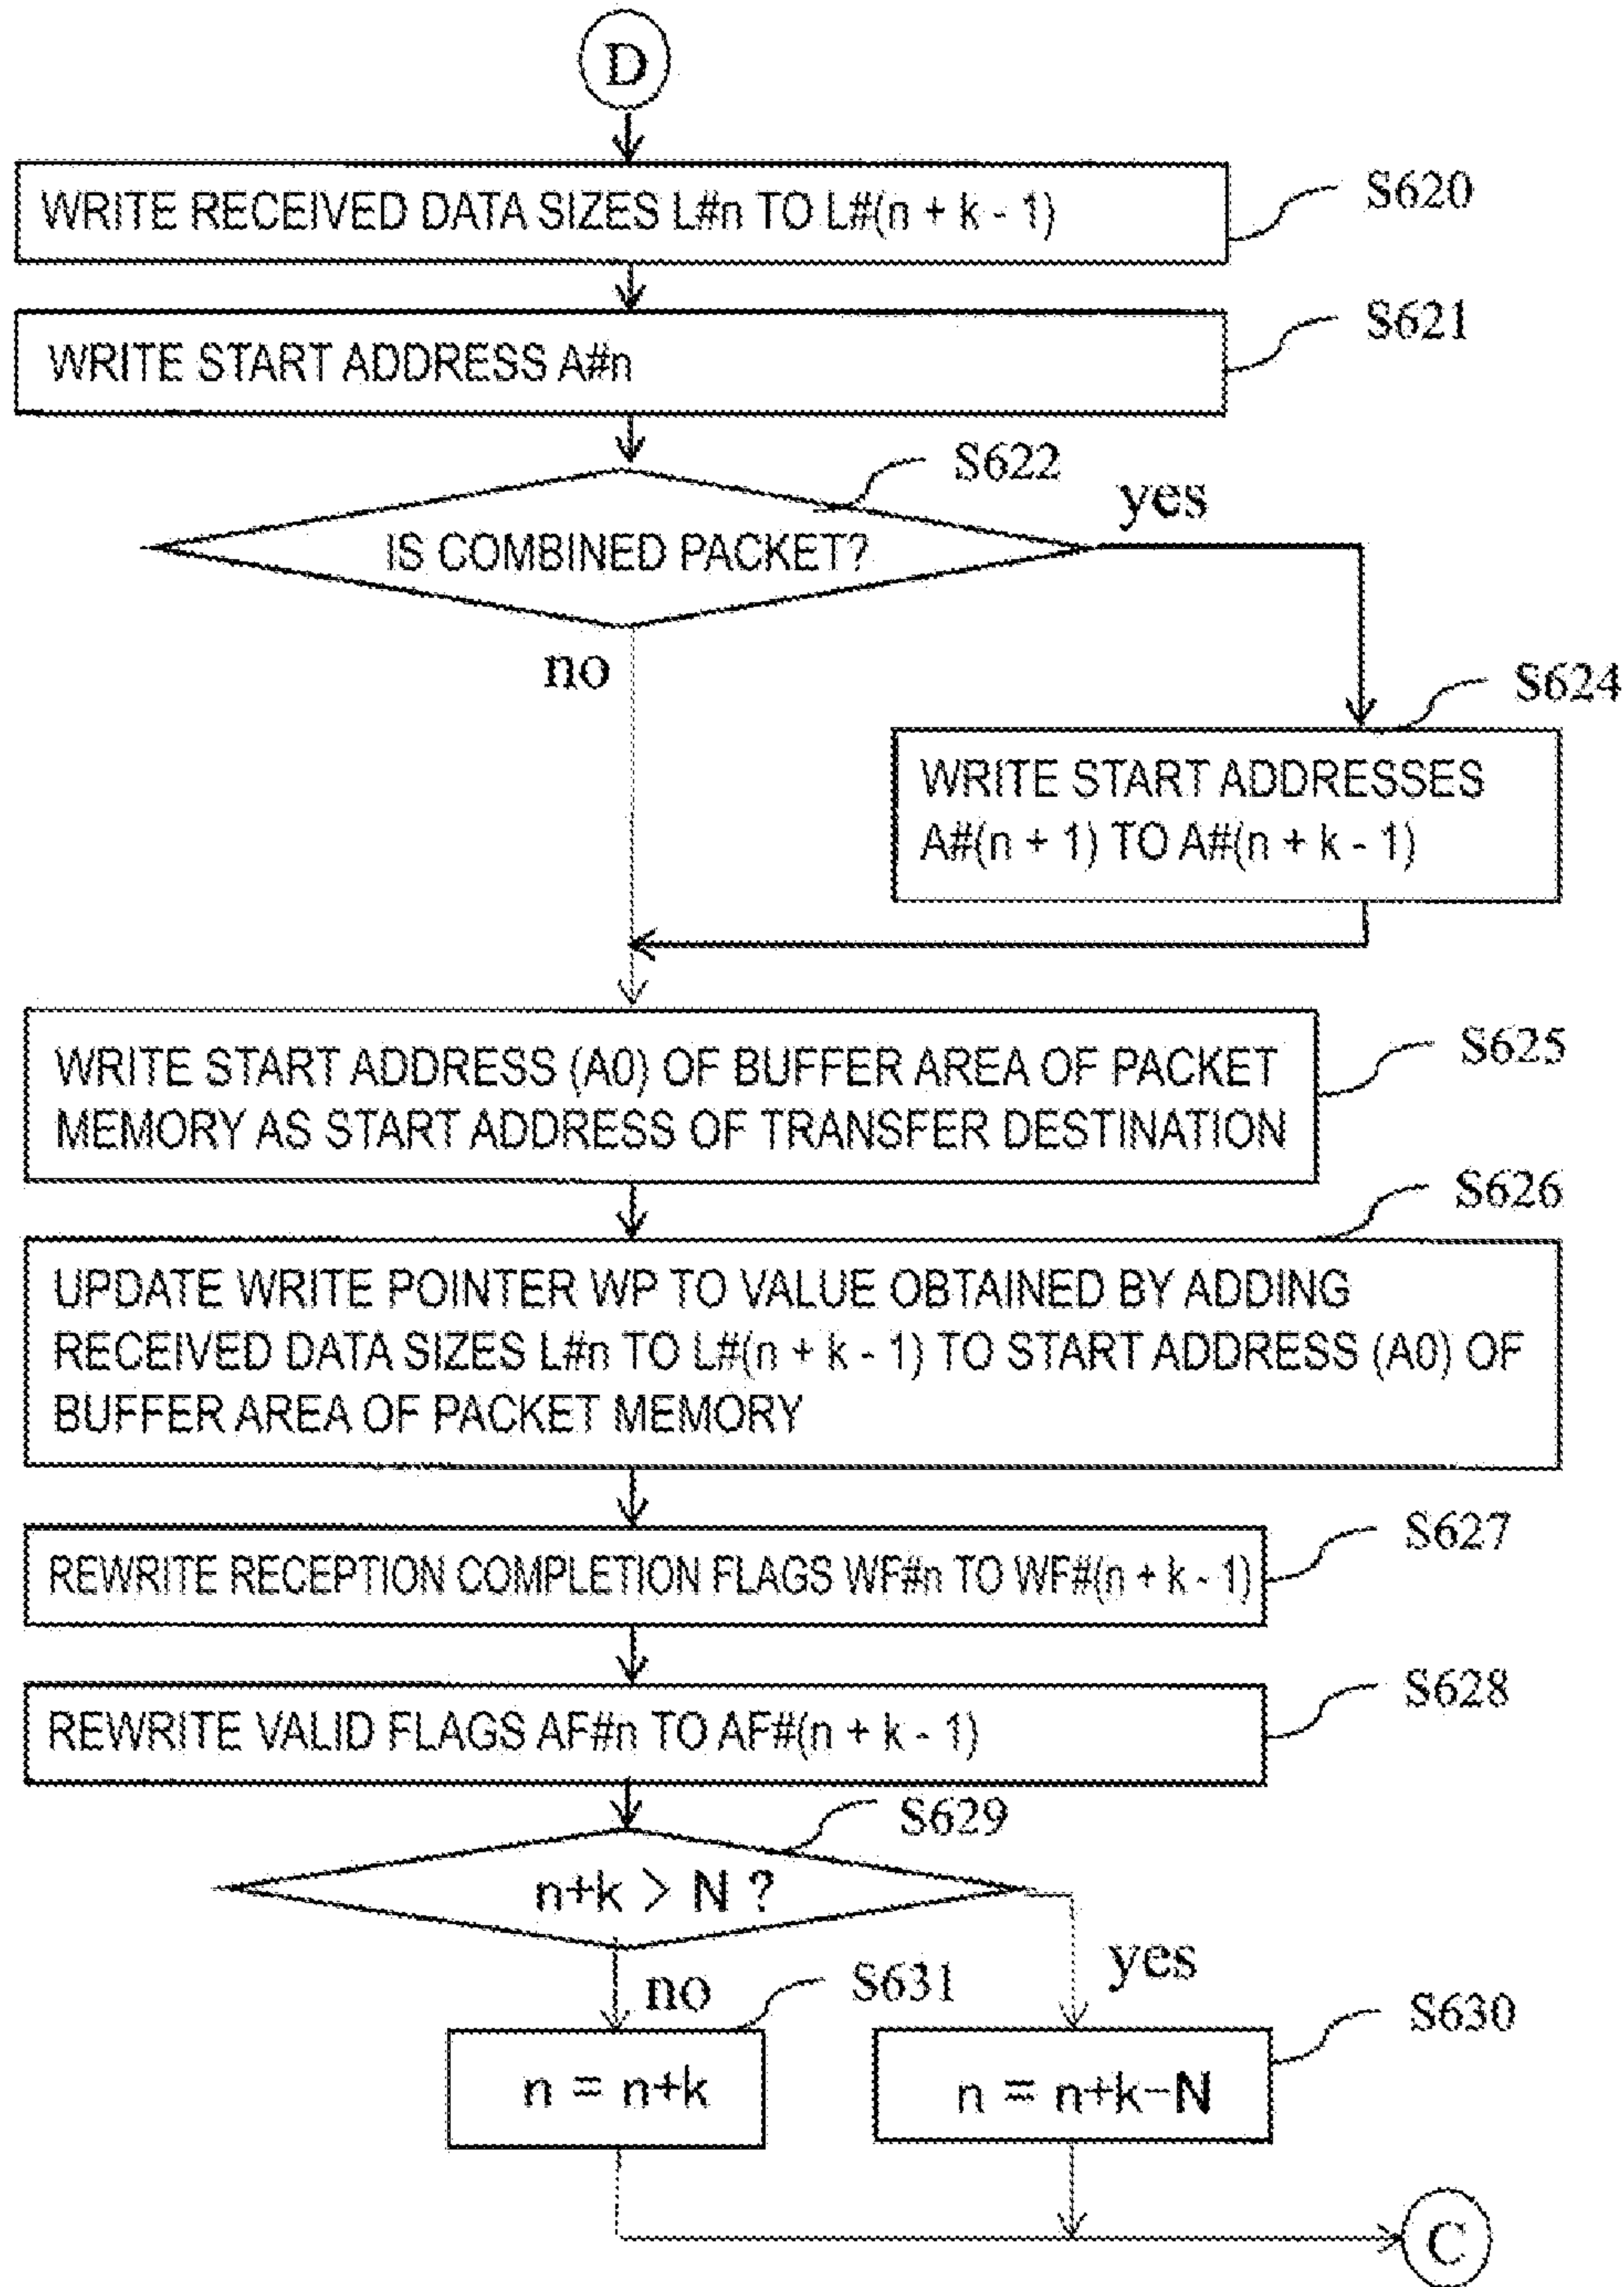 D
WRITE RECEIVED DATA SIZES L#n TO L#(n + k - 1)
S620
WRITE START ADDRESS A#n
S621
S622
IS COMBINED PACKET?
yes
no
S624
WRITE START ADDRESSES
A#(n + 1) TO A#(n + k - 1)
WRITE START ADDRESS (A0) OF BUFFER AREA OF PACKET
MEMORY AS START ADDRESS OF TRANSFER DESTINATION
S625
S626
UPDATE WRITE POINTER WP TO VALUE OBTAINED BY ADDING
RECEIVED DATA SIZES L#n TO L#(n + k - 1) TO START ADDRESS (A0) OF
BUFFER AREA OF PACKET MEMORY
REWRITE RECEPTION COMPLETION FLAGS WF#n TO WF#(n + k - 1)
S627
REWRITE VALID FLAGS AF#n TO AF#(n + k - 1)
S628
S629
n+k > N ?
no
yes
S631
S630
n = n+k
n = n+k-N
C